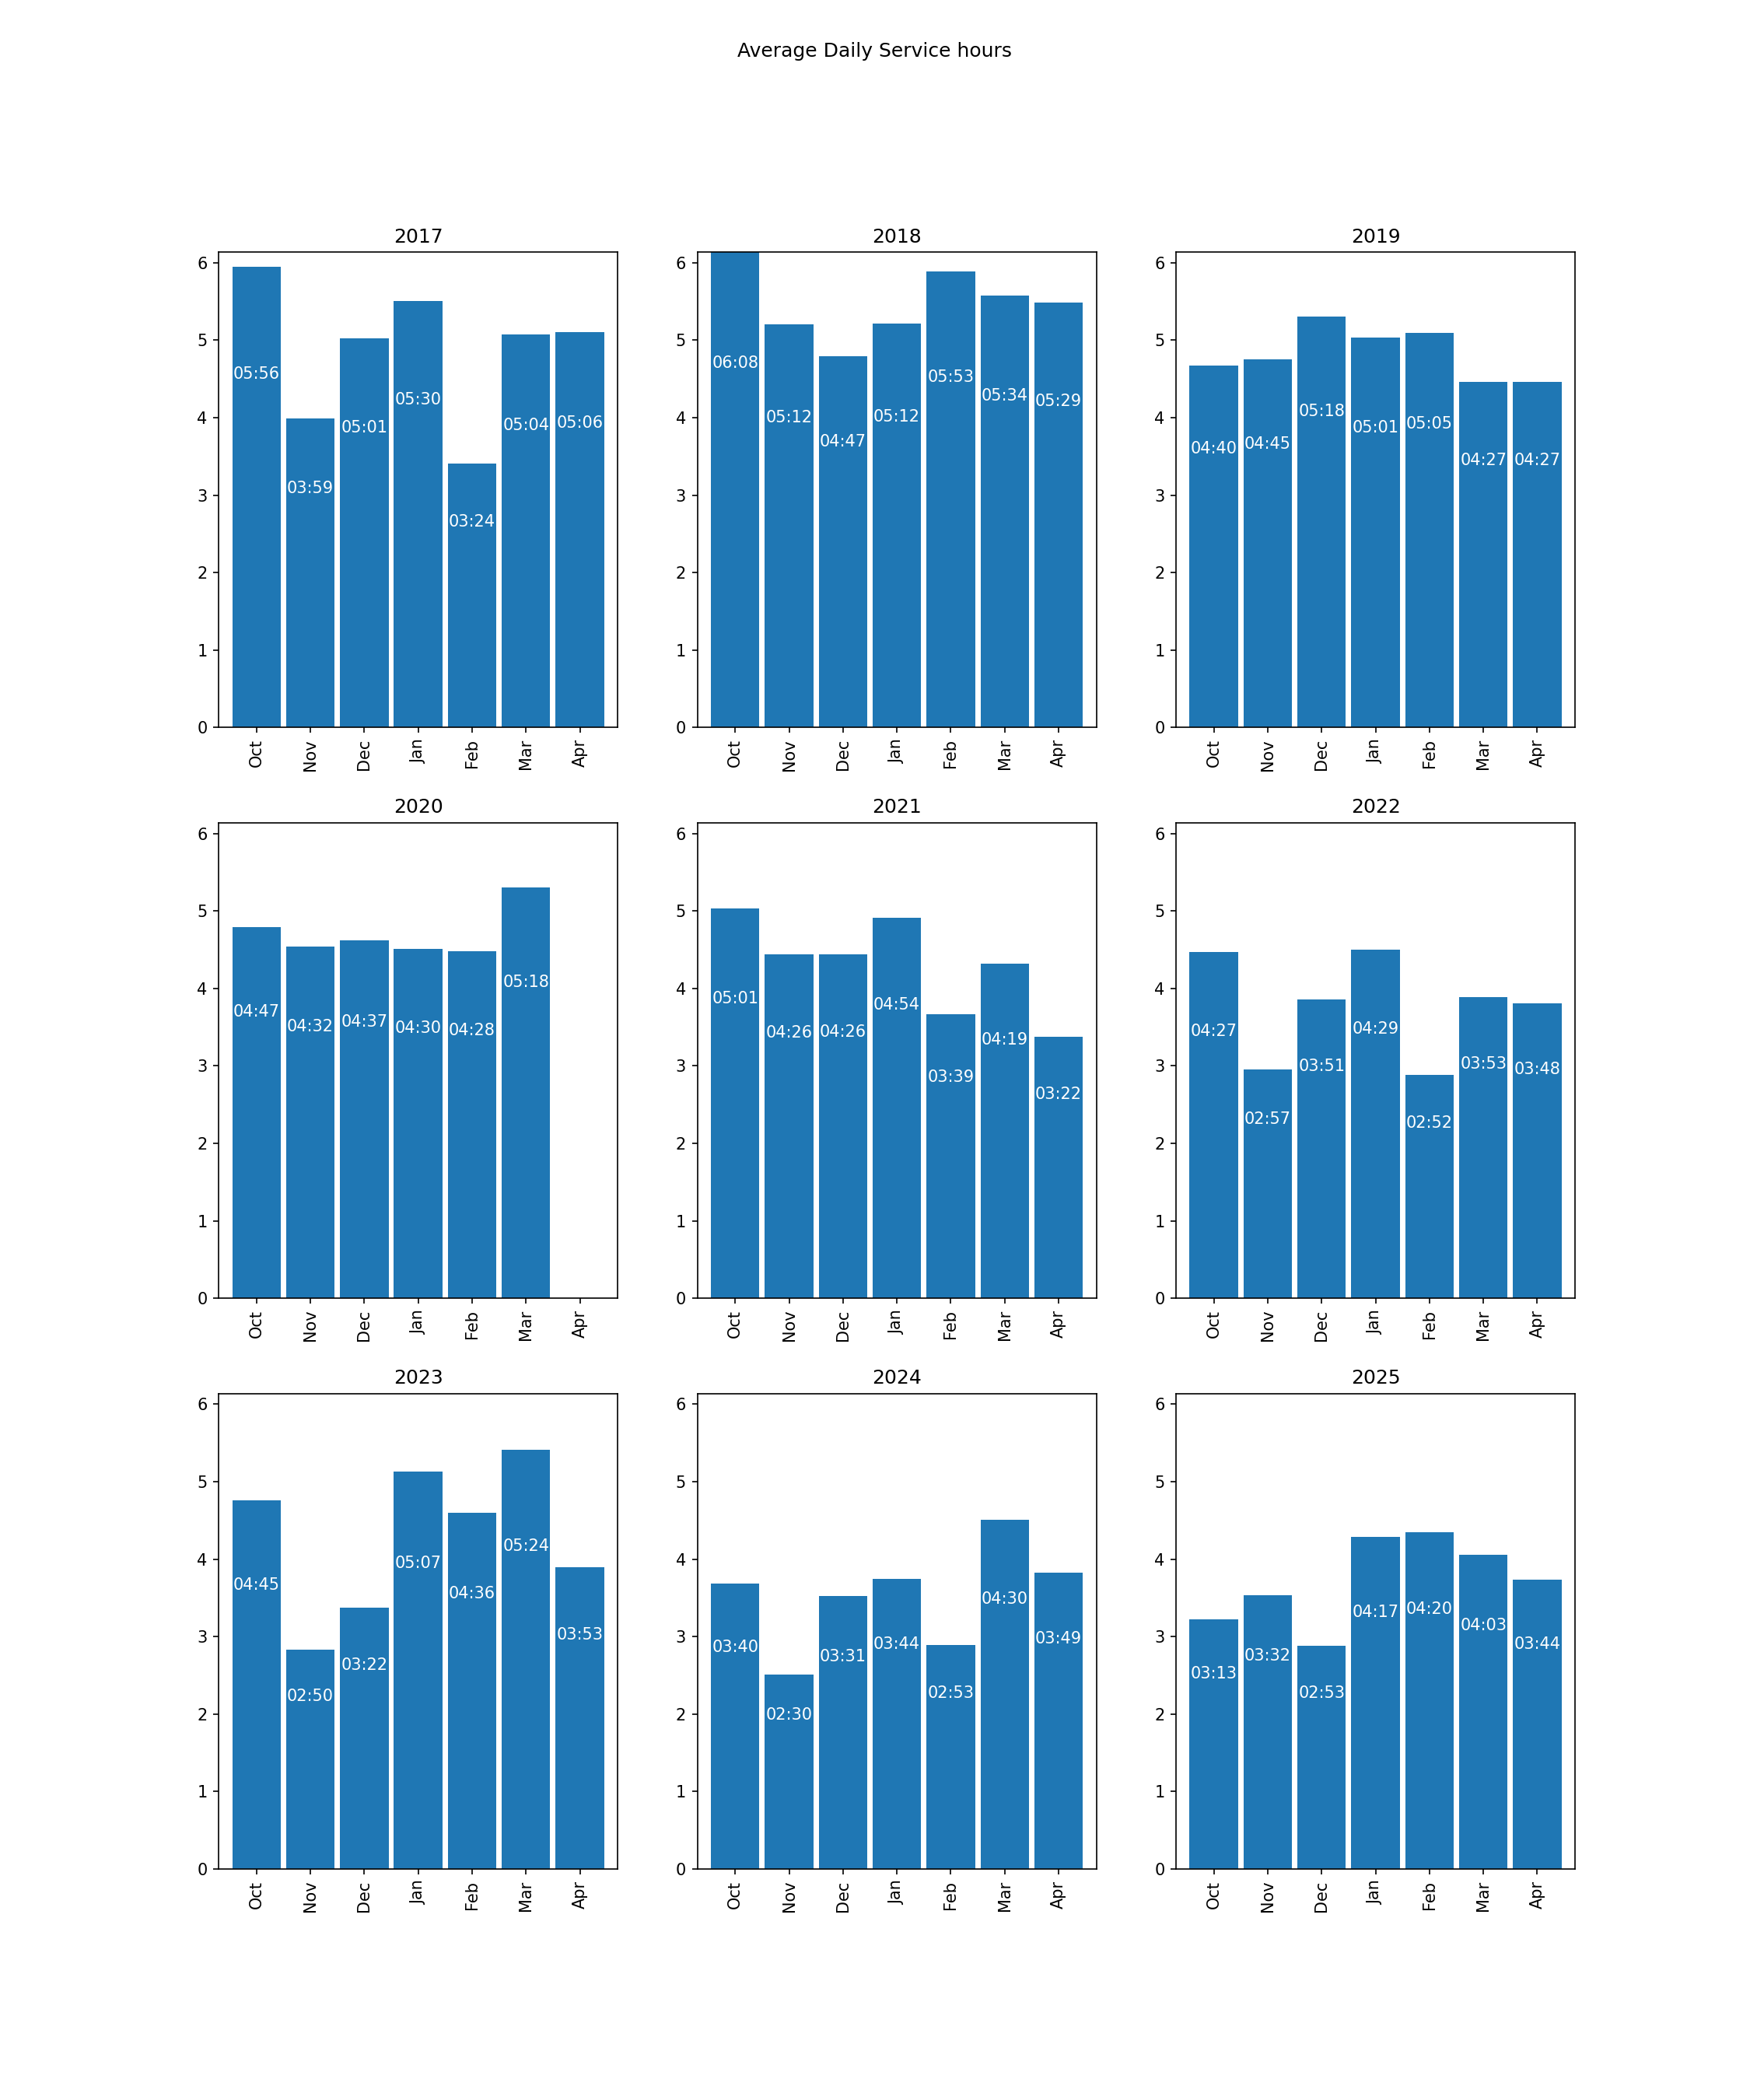 Average Daily Service hours
2017 2018 2019
6 6 6
5 5 5
4 4 4
3 3 3
2 2 2
1 1 1
0 0 0
05:56 03:59 05:01 05:30 03:24 05:04 05:06
06:08 05:12 04:47 05:12 05:53 05:34 05:29
04:40 04:45 05:18 05:01 05:05 04:27 04:27
Oct Nov Dec Jan Feb Mar Apr Oct Nov Dec Jan Feb Mar Apr Oct Nov Dec Jan Feb Mar Apr
2020 2021 2022
6 6 6
5 5 5
4 4 4
3 3 3
2 2 2
1 1 1
0 0 0
04:47 04:32 04:37 04:30 04:28 05:18
05:01 04:26 04:26 04:54 03:39 04:19 03:22
04:27 02:57 03:51 04:29 02:52 03:53 03:48
Oct Nov Dec Jan Feb Mar Apr Oct Nov Dec Jan Feb Mar Apr Oct Nov Dec Jan Feb Mar Apr
2023 2024 2025
6 6 6
5 5 5
4 4 4
3 3 3
2 2 2
1 1 1
0 0 0
04:45 02:50 03:22 05:07 04:36 05:24 03:53
03:40 02:30 03:31 03:44 02:53 04:30 03:49
03:13 03:32 02:53 04:17 04:20 04:03 03:44
Oct Nov Dec Jan Feb Mar Apr Oct Nov Dec Jan Feb Mar Apr Oct Nov Dec Jan Feb Mar Apr